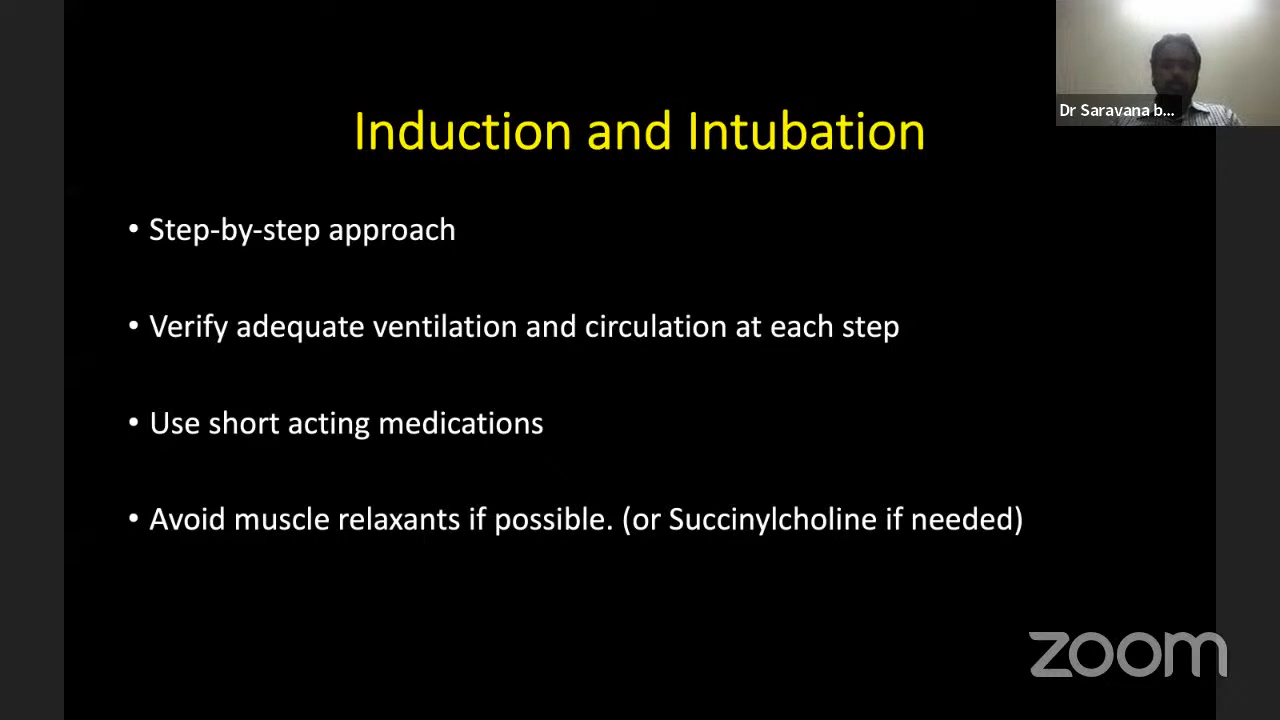 Dr Saravana b...
Induction and Intubation
• Step-by-step approach
• Verify adequate ventilation and circulation at each step
• Use short acting medications
• Avoid muscle relaxants if possible. (or Succinylcholine if needed)
zoom